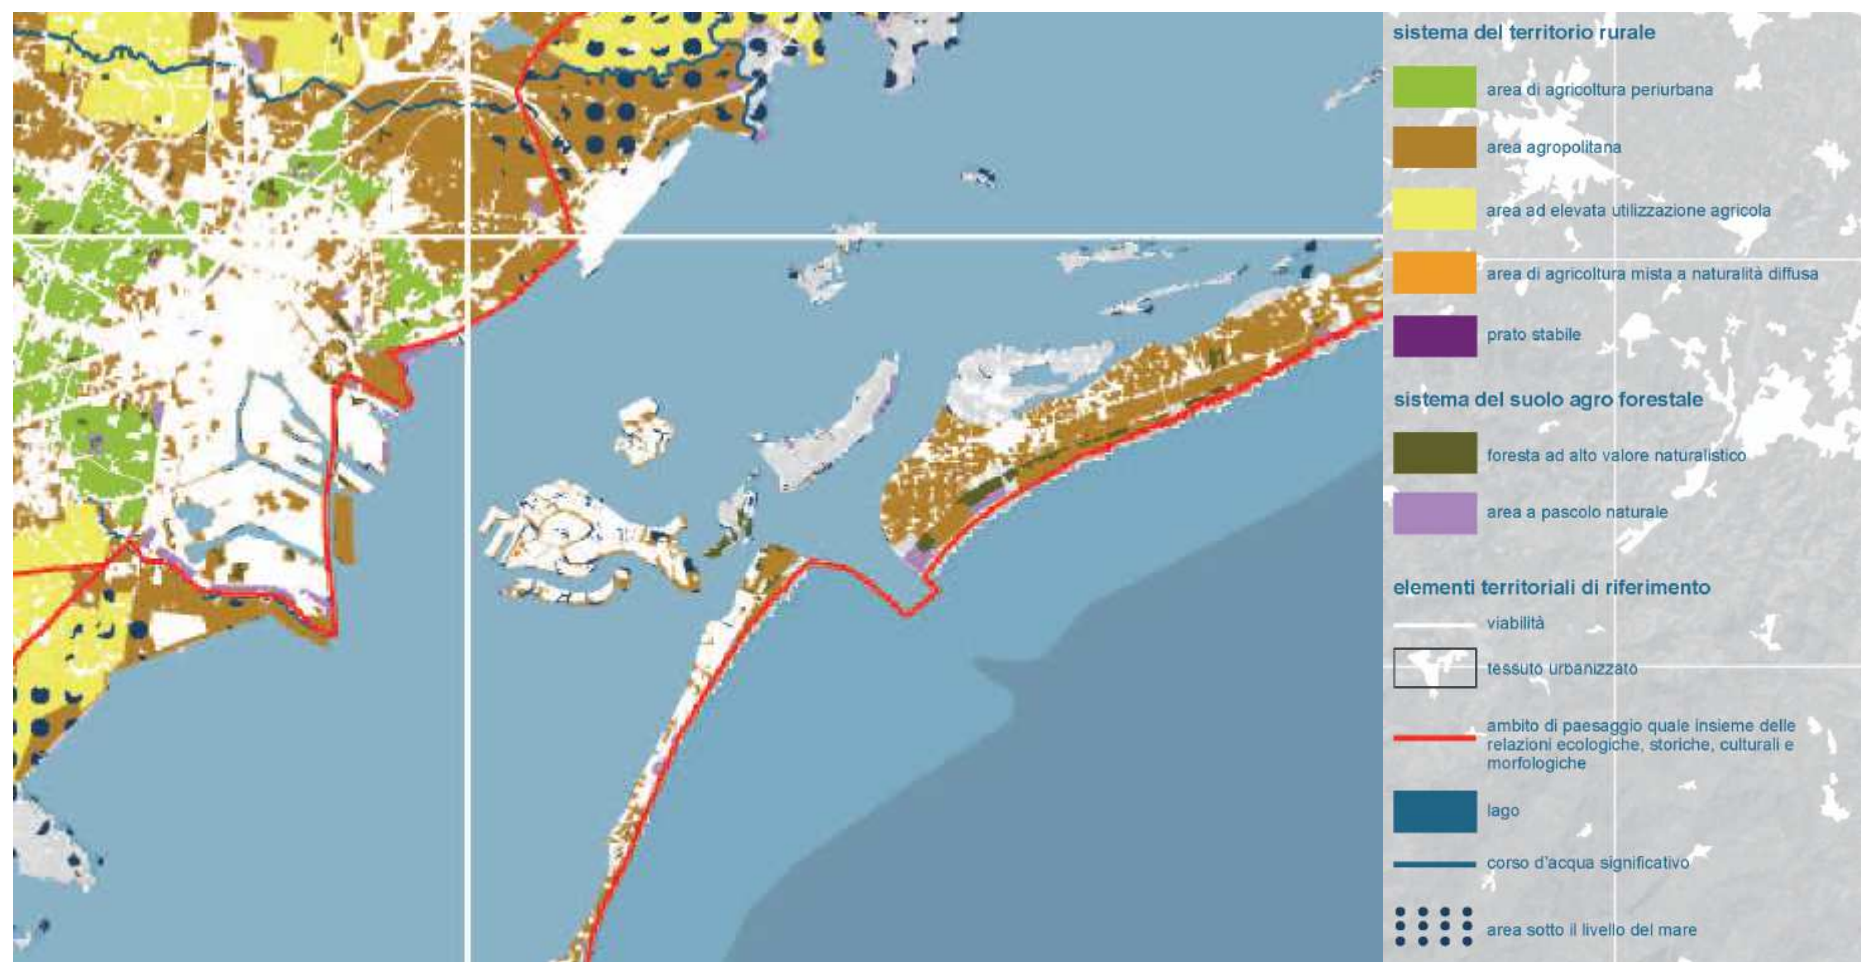 sistema del territorio rurale
area di agricoltura periurbana
area agropolitana
area ad elevata utilizzazione agricola
area di agricoltura mista a naturalità diffusa
prato stabile
sistema del suolo agro forestale
foresta ad alto valore naturalistico
area a pascolo naturale
elementi territoriali di riferimento
viabilità
tessuto urbanizzato
ambito di paesaggio quale insieme delle
relazioni ecologiche, storiche, culturali e
morfologiche
lago
corso d'acqua significativo
area sotto il livello del mare